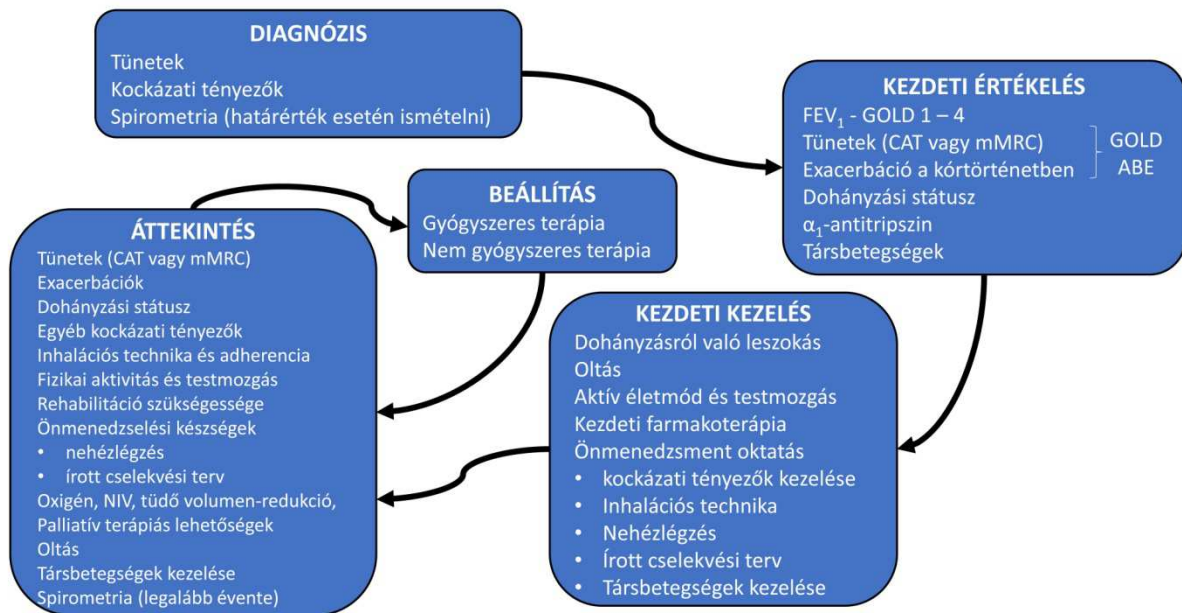 DIAGNÓZIS
Tünetek
Kockázati tényezők
Spirometria (határérték esetén ismételni)
KEZDETI ÉRTÉKELÉS
FEV₁ - GOLD 1 – 4
Tünetek (CAT vagy mMRC)
Exacerbáció a kórtörténetben
GOLD
ABE
Dohányzási státusz
α₁-antitripszin
Társbetegségek
KEZDETI KEZELÉS
Dohányzásról való leszokás
Oltás
Aktív életmód és testmozgás
Kezdeti farmakoterápia
Önmenedzsment oktatás
• kockázati tényezők kezelése
• Inhalációs technika
• Nehézlégzés
• Írott cselekvési terv
• Társbetegségek kezelése
ÁTTEKINTÉS
Tünetek (CAT vagy mMRC)
Exacerbációk
Dohányzási státusz
Egyéb kockázati tényezők
Inhalációs technika és adherencia
Fizikai aktivitás és testmozgás
Rehabilitáció szükségessége
Önmenedzselési készségek
• nehézlégzés
• írott cselekvési terv
Oxigén, NIV, tüdő volumen-redukció,
Palliatív terápiás lehetőségek
Oltás
Társbetegségek kezelése
Spirometria (legalább évente)
BEÁLLÍTÁS
Gyógyszeres terápia
Nem gyógyszeres terápia